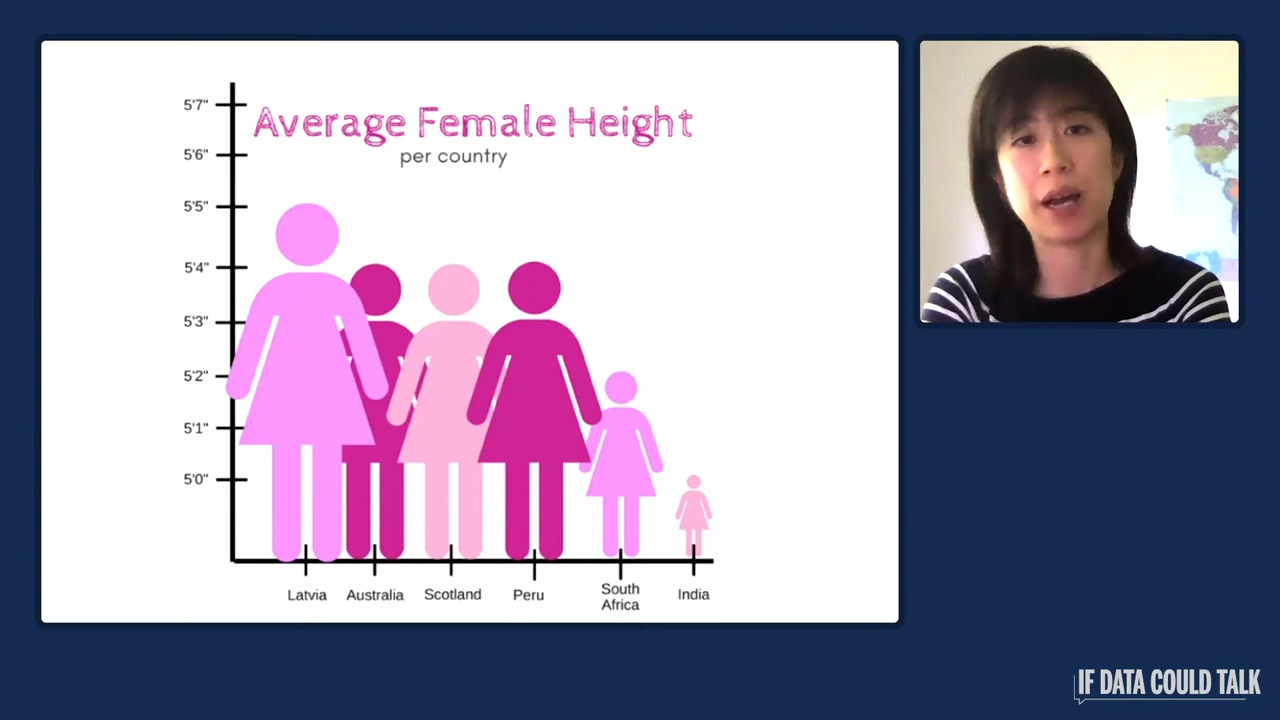 Average Female Height
per country
5'7"
5'6"
5'5"
5'4"
5'3"
5'2"
5'1"
5'0"
Latvia
Australia
Scotland
Peru
South
Africa
India
IF DATA COULD TALK